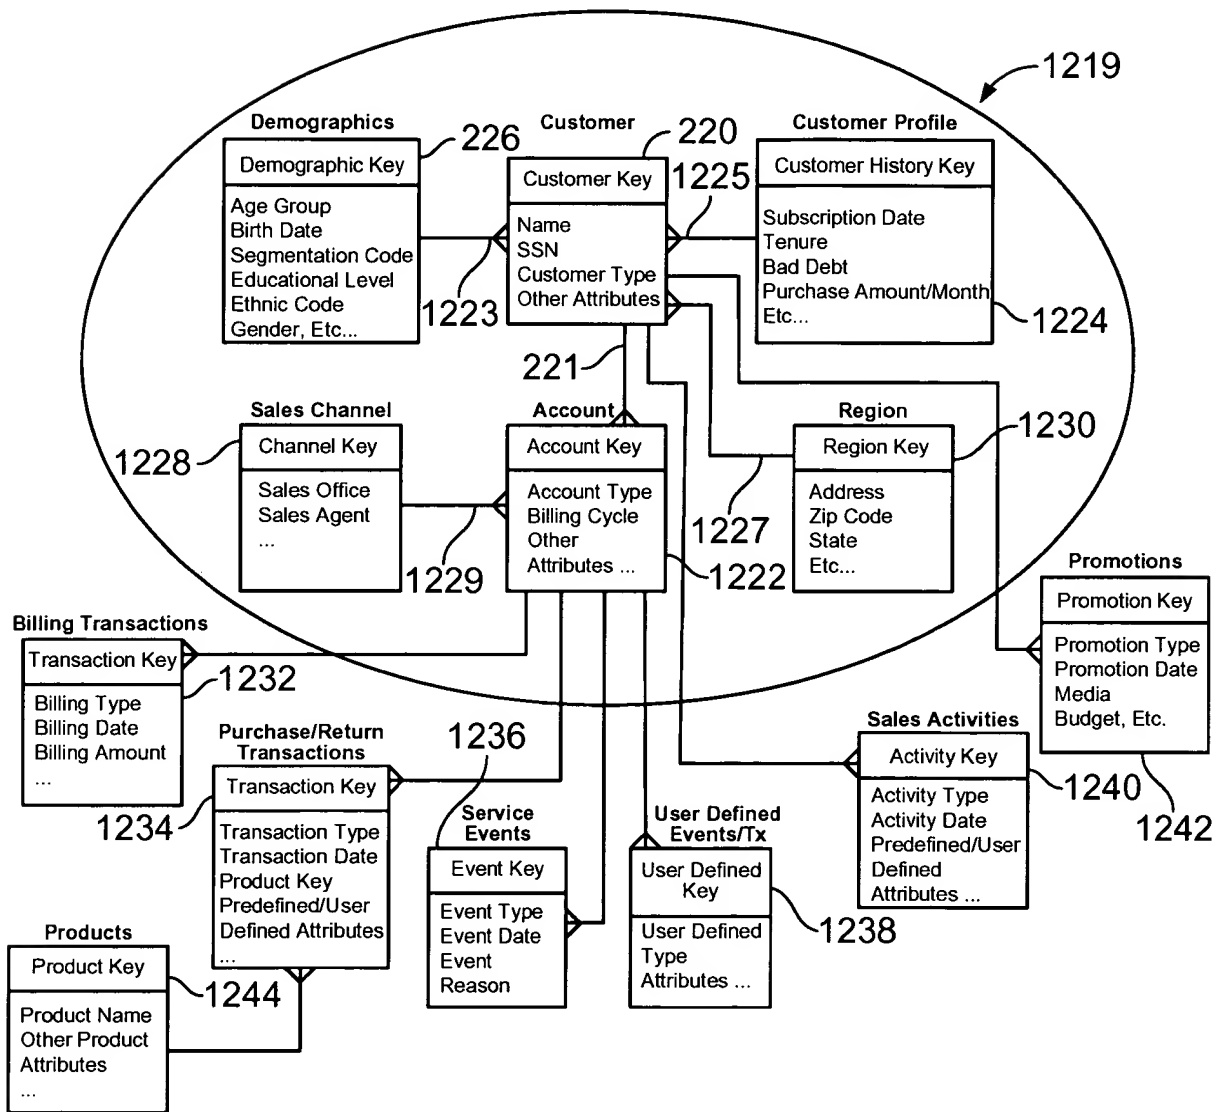 1219
Demographics
226
Demographic Key
Age Group
Birth Date
Segmentation Code
Educational Level
Ethnic Code
Gender, Etc...
1223
Customer
220
Customer Key
Name
SSN
Customer Type
Other Attributes
1225
Customer Profile
Customer History Key
Subscription Date
Tenure
Bad Debt
Purchase Amount/Month
Etc...
1224
221
Sales Channel
1228
Channel Key
Sales Office
Sales Agent
...
1229
Account
Account Key
Account Type
Billing Cycle
Other
Attributes ...
1222
1227
Region
1230
Region Key
Address
Zip Code
State
Etc...
Promotions
Promotion Key
Promotion Type
Promotion Date
Media
Budget, Etc.
1242
Billing Transactions
Transaction Key
1232
Billing Type
Billing Date
Billing Amount
...
Purchase/Return
Transactions
Transaction Key
1234
Transaction Type
Transaction Date
Product Key
Predefined/User
Defined Attributes
...
1236
Service
Events
Event Key
Event Type
Event Date
Event
Reason
User Defined
Events/Tx
User Defined
Key
1238
User Defined
Type
Attributes ...
Sales Activities
Activity Key
1240
Activity Type
Activity Date
Predefined/User
Defined
Attributes ...
Products
Product Key
1244
Product Name
Other Product
Attributes
...